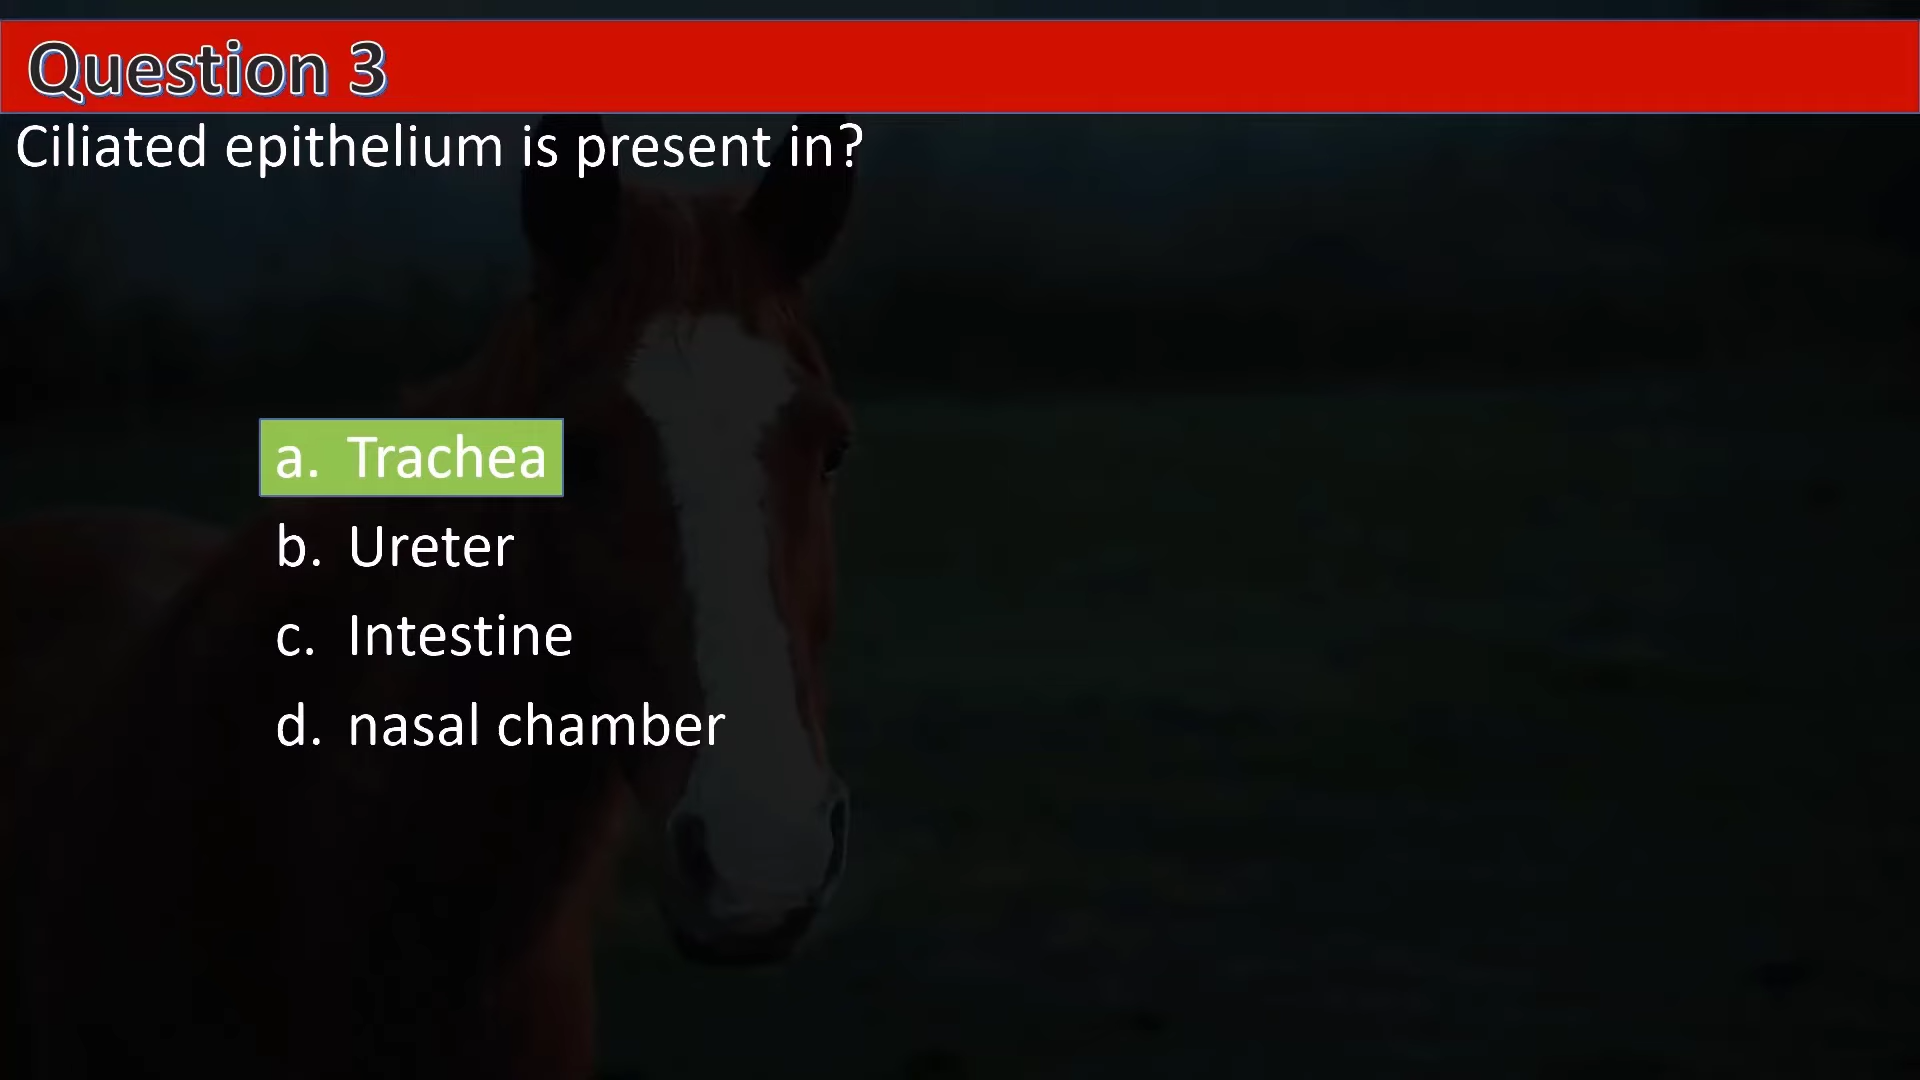 Question 3
Ciliated epithelium is present in?
a. Trachea
b. Ureter
c. Intestine
d. nasal chamber